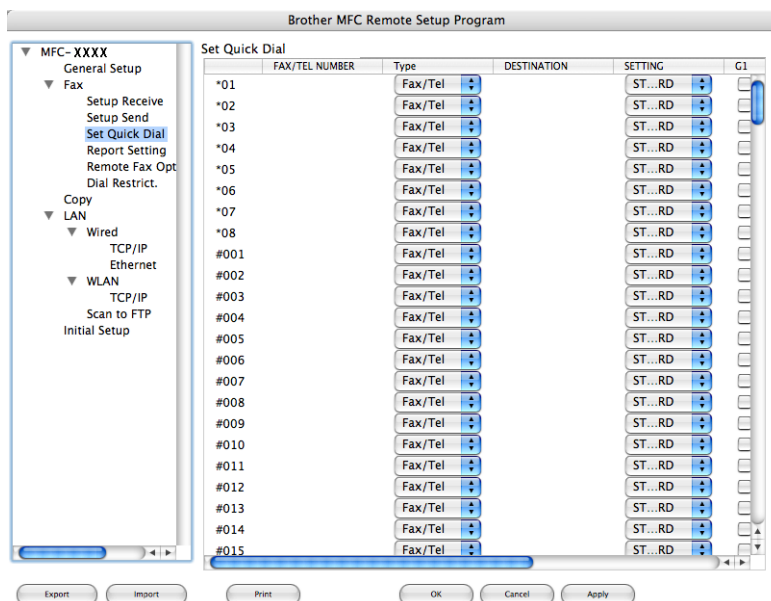 Brother MFC Remote Setup Program
MFC-XXXX
General Setup
Fax
Setup Receive
Setup Send
Set Quick Dial
Report Setting
Remote Fax Opt
Dial Restrict.
Copy
LAN
Wired
TCP/IP
Ethernet
WLAN
TCP/IP
Scan to FTP
Initial Setup
Set Quick Dial
FAX/TEL NUMBER Type DESTINATION SETTING G1
*01 Fax/Tel ST...RD
*02 Fax/Tel ST...RD
*03 Fax/Tel ST...RD
*04 Fax/Tel ST...RD
*05 Fax/Tel ST...RD
*06 Fax/Tel ST...RD
*07 Fax/Tel ST...RD
*08 Fax/Tel ST...RD
#001 Fax/Tel ST...RD
#002 Fax/Tel ST...RD
#003 Fax/Tel ST...RD
#004 Fax/Tel ST...RD
#005 Fax/Tel ST...RD
#006 Fax/Tel ST...RD
#007 Fax/Tel ST...RD
#008 Fax/Tel ST...RD
#009 Fax/Tel ST...RD
#010 Fax/Tel ST...RD
#011 Fax/Tel ST...RD
#012 Fax/Tel ST...RD
#013 Fax/Tel ST...RD
#014 Fax/Tel ST...RD
#015 Fax/Tel ST...RD
Export Import Print OK Cancel Apply